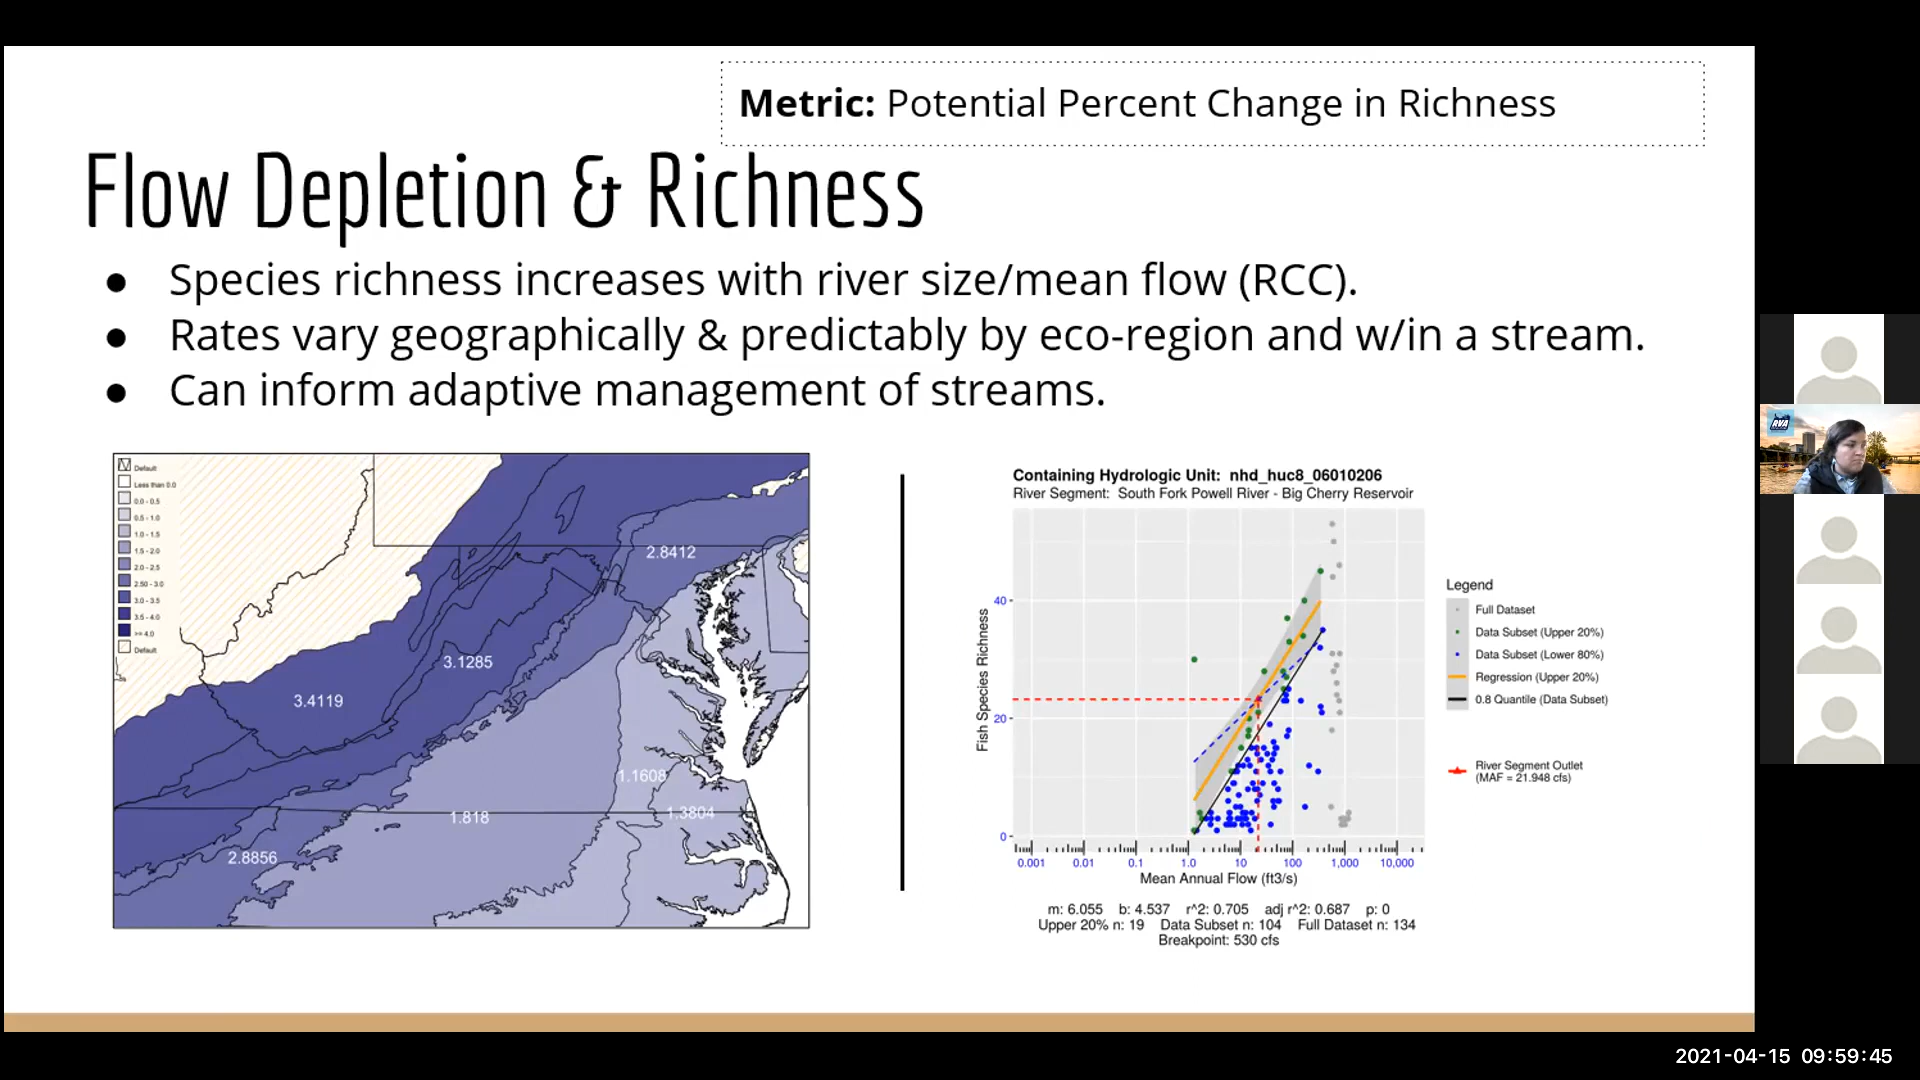 Metric: Potential Percent Change in Richness
Flow Depletion & Richness
● Species richness increases with river size/mean flow (RCC).
● Rates vary geographically & predictably by eco-region and w/in a stream.
● Can inform adaptive management of streams.
Default
Less than 0.0
0.0 - 0.5
0.5 - 1.0
1.0 - 1.5
1.5 - 2.0
2.0 - 2.5
2.50 - 3.0
3.0 - 3.5
3.5 - 4.0
>= 4.0
Default
2.8412
3.1285
3.4119
1.1608
1.818
1.3804
2.8856
Containing Hydrologic Unit: nhd_huc8_06010206
River Segment: South Fork Powell River - Big Cherry Reservoir
Fish Species Richness
40
20
0
0.001 0.01 0.1 1.0 10 100 1,000 10,000
Mean Annual Flow (ft3/s)
m: 6.055 b: 4.537 r^2: 0.705 adj r^2: 0.687 p: 0
Upper 20% n: 19 Data Subset n: 104 Full Dataset n: 134
Breakpoint: 530 cfs
Legend
Full Dataset
Data Subset (Upper 20%)
Data Subset (Lower 80%)
Regression (Upper 20%)
0.8 Quantile (Data Subset)
River Segment Outlet
(MAF = 21.948 cfs)
RVA
2021-04-15 09:59:45